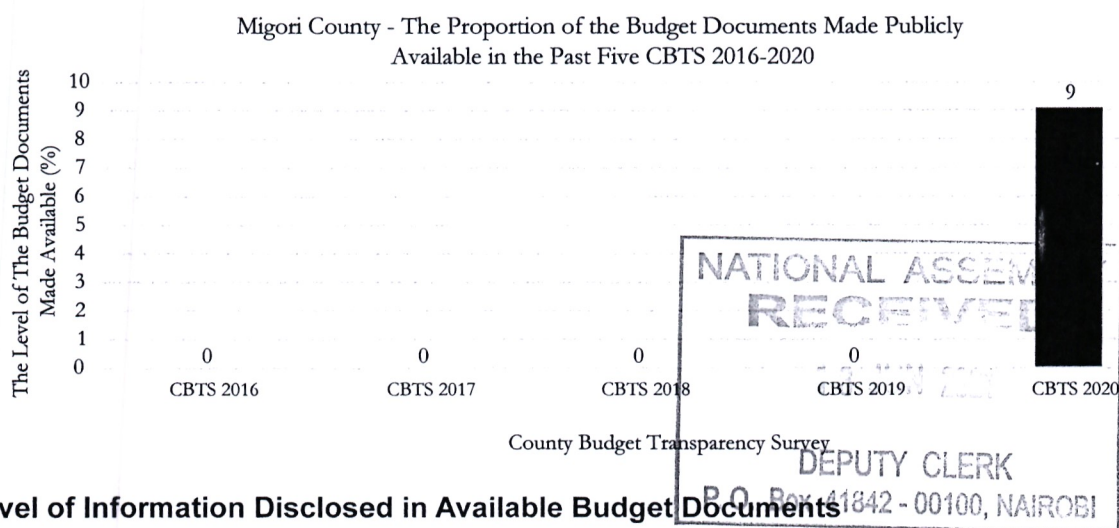 Migori County - The Proportion of the Budget Documents Made Publicly
Available in the Past Five CBTS 2016-2020
The Level of The Budget Documents
Made Available (%)
10
9
8
7
6
5
4
3
2
1
0
0
0
0
0
9
CBTS 2016
CBTS 2017
CBTS 2018
CBTS 2019
CBTS 2020
County Budget Transparency Survey
NATIONAL
RECEIVED
DEPUTY CLERK
P.O. Box 41842 - 00100, NAIROBI
vel of Information Disclosed in Available Budget Documents